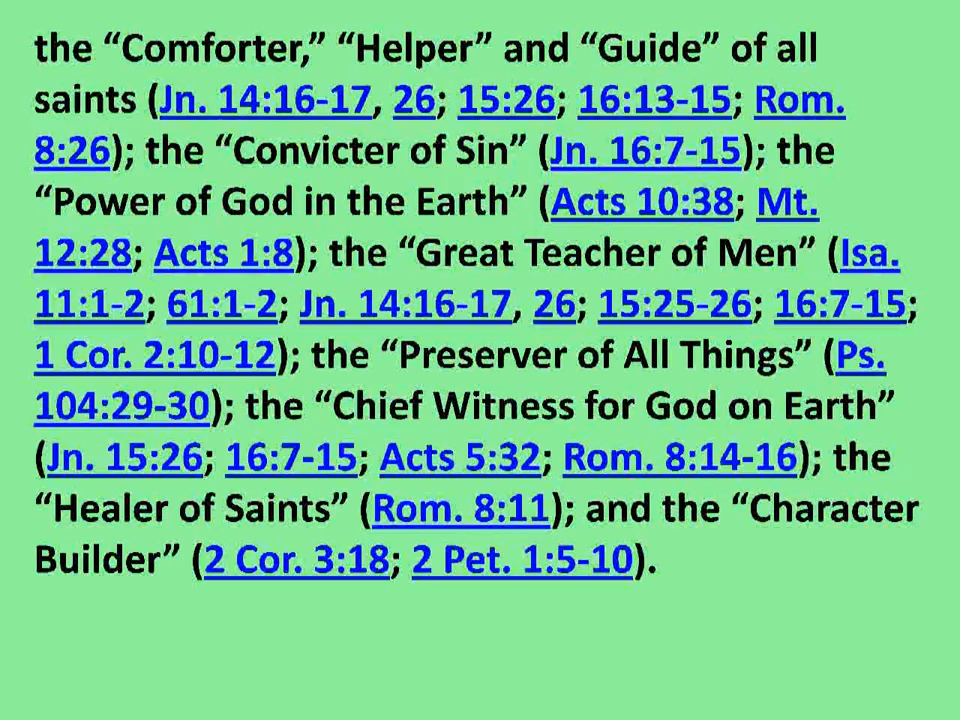 the “Comforter,” “Helper” and “Guide” of all
saints (Jn. 14:16-17, 26; 15:26; 16:13-15; Rom.
8:26); the “Convicter of Sin” (Jn. 16:7-15); the
“Power of God in the Earth” (Acts 10:38; Mt.
12:28; Acts 1:8); the “Great Teacher of Men” (Isa.
11:1-2; 61:1-2; Jn. 14:16-17, 26; 15:25-26; 16:7-15;
1 Cor. 2:10-12); the “Preserver of All Things” (Ps.
104:29-30); the “Chief Witness for God on Earth”
(Jn. 15:26; 16:7-15; Acts 5:32; Rom. 8:14-16); the
“Healer of Saints” (Rom. 8:11); and the “Character
Builder” (2 Cor. 3:18; 2 Pet. 1:5-10).